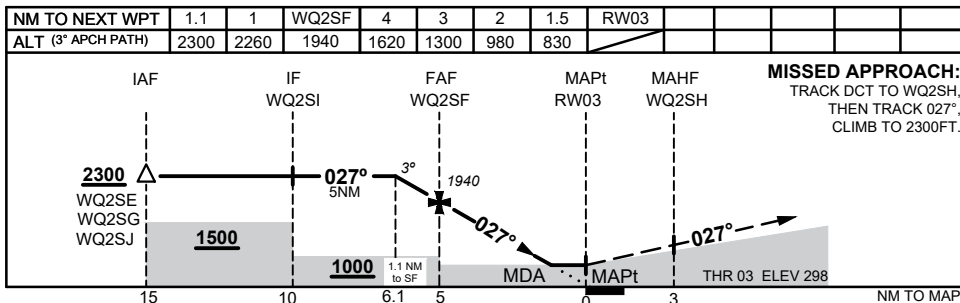 NM TO NEXT WPT 1.1 1 WQ2SF 4 3 2 1.5 RW03
ALT (3° APCH PATH) 2300 2260 1940 1620 1300 980 830
MISSED APPROACH:
TRACK DCT TO WQ2SH,
THEN TRACK 027°,
CLIMB TO 2300FT.
IAF IF FAF MAPt MAHF
WQ2SI WQ2SF RW03 WQ2SH
2300 027° 3° 1940
5NM
WQ2SE
WQ2SG
WQ2SJ
027° 027°
1500
1000 1.1 NM
to SF
MDA MAPt THR 03 ELEV 298
15 10 6.1 5 0 3 NM TO MAPt